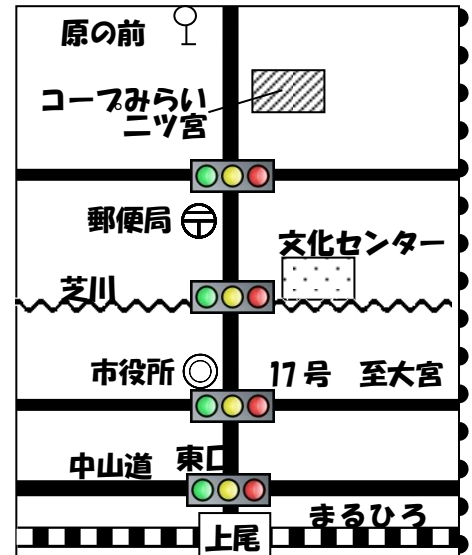 原の前
コープみらい
二ツ宮
郵便局
文化センター
芝川
市役所
17号 至大宮
中山道 東口
まるひろ
上尾